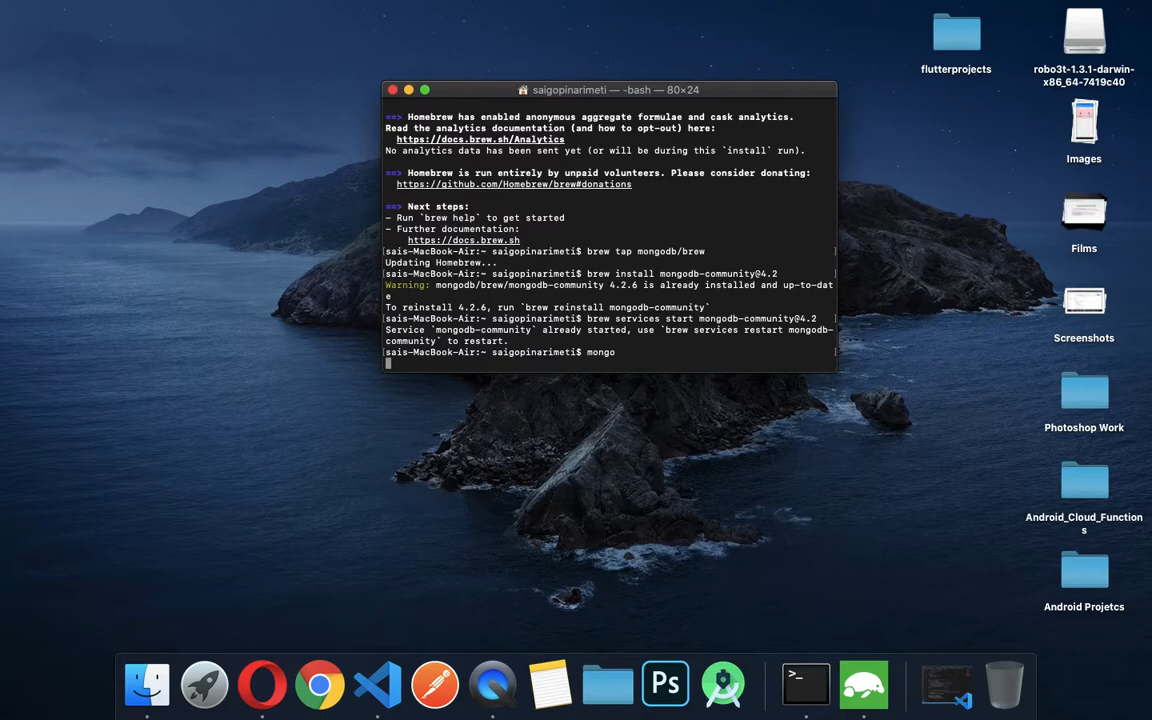 saigopinarimeti — -bash — 80×24
==> Homebrew has enabled anonymous aggregate formulae and cask analytics.
Read the analytics documentation (and how to opt-out) here:
https://docs.brew.sh/Analytics
No analytics data has been sent yet (or will be during this `install` run).
==> Homebrew is run entirely by unpaid volunteers. Please consider donating:
https://github.com/Homebrew/brew#donations
==> Next steps:
- Run `brew help` to get started
- Further documentation:
https://docs.brew.sh
[sais-MacBook-Air:~ saigopinarimeti$ brew tap mongodb/brew ]
Updating Homebrew...
[sais-MacBook-Air:~ saigopinarimeti$ brew install mongodb-community@4.2 ]
Warning: mongodb/brew/mongodb-community 4.2.6 is already installed and up-to-dat
e
To reinstall 4.2.6, run `brew reinstall mongodb-community`
[sais-MacBook-Air:~ saigopinarimeti$ brew services start mongodb-community@4.2 ]
Service `mongodb-community` already started, use `brew services restart mongodb-
community` to restart.
[sais-MacBook-Air:~ saigopinarimeti$ mongo ]
flutterprojects
robo3t-1.3.1-darwin-
x86_64-7419c40
Images
Films
Screenshots
Photoshop Work
Android_Cloud_Function
s
Android Projetcs
Ps
>_